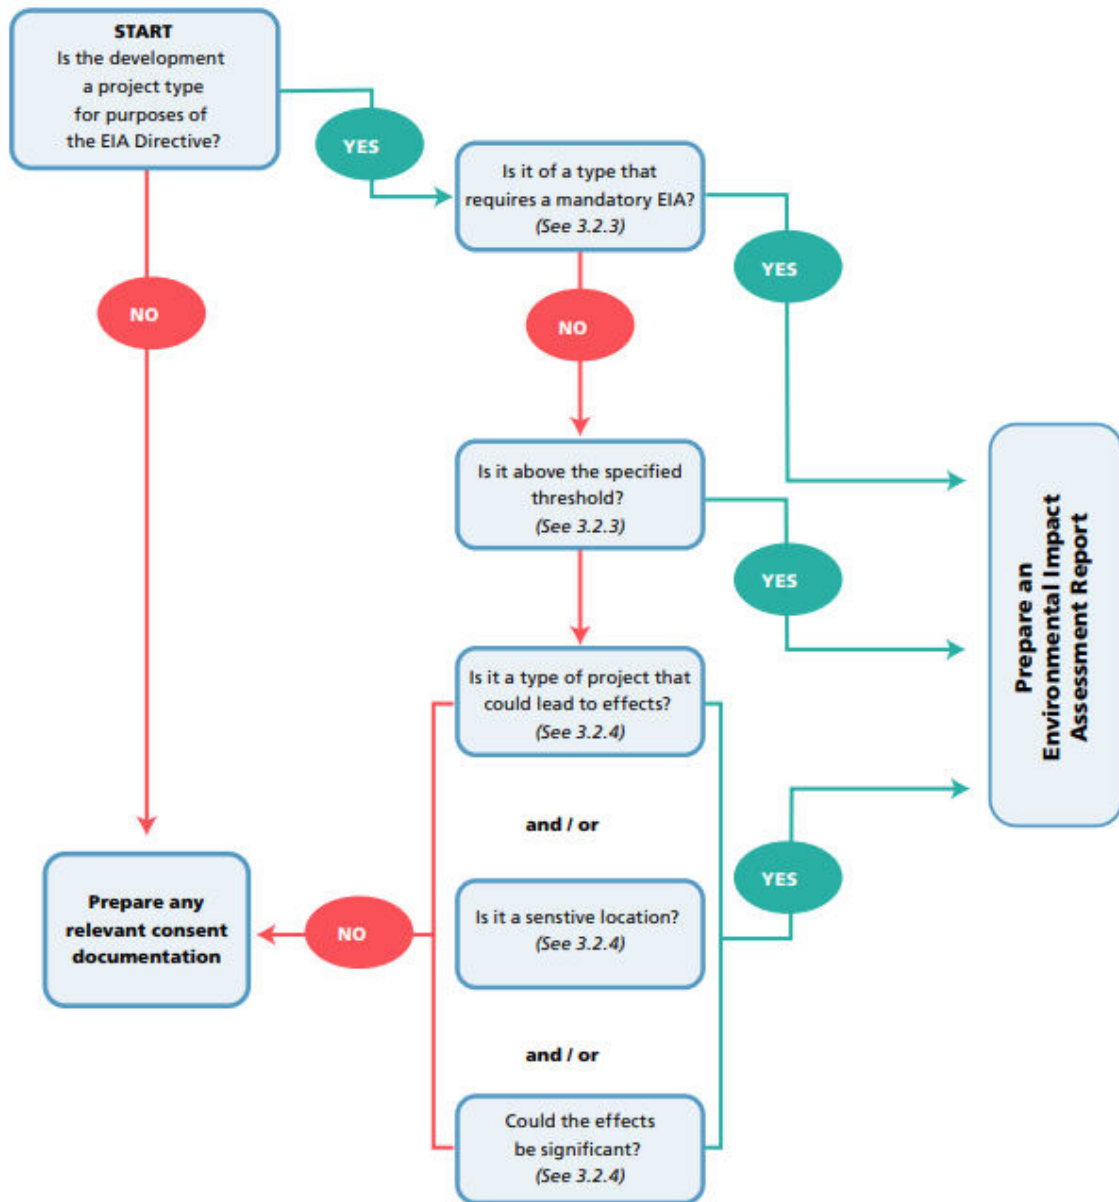 START
Is the development
a project type
for purposes of
the EIA Directive?
YES
Is it of a type that
requires a mandatory EIA?
(See 3.2.3)
YES
NO
NO
Is it above the specified
threshold?
(See 3.2.3)
YES
Prepare an
Environmental Impact
Assessment Report
Is it a type of project that
could lead to effects?
(See 3.2.4)
and / or
Prepare any
relevant consent
documentation
NO
Is it a senstive location?
(See 3.2.4)
YES
and / or
Could the effects
be significant?
(See 3.2.4)